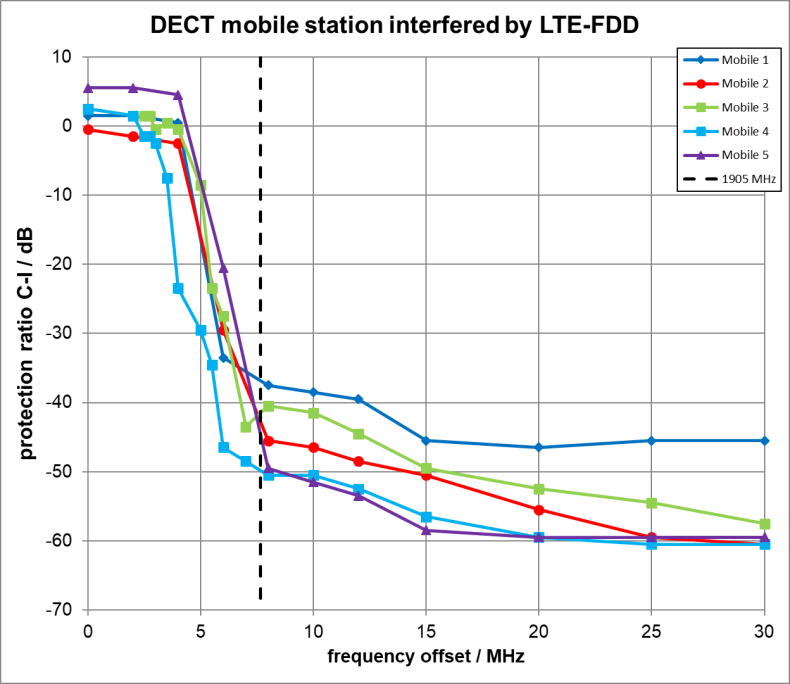 DECT mobile station interfered by LTE-FDD
10
0
-10
-20
-30
-40
-50
-60
-70
protection ratio C-I / dB
0 5 10 15 20 25 30
frequency offset / MHz
Mobile 1
Mobile 2
Mobile 3
Mobile 4
Mobile 5
1905 MHz